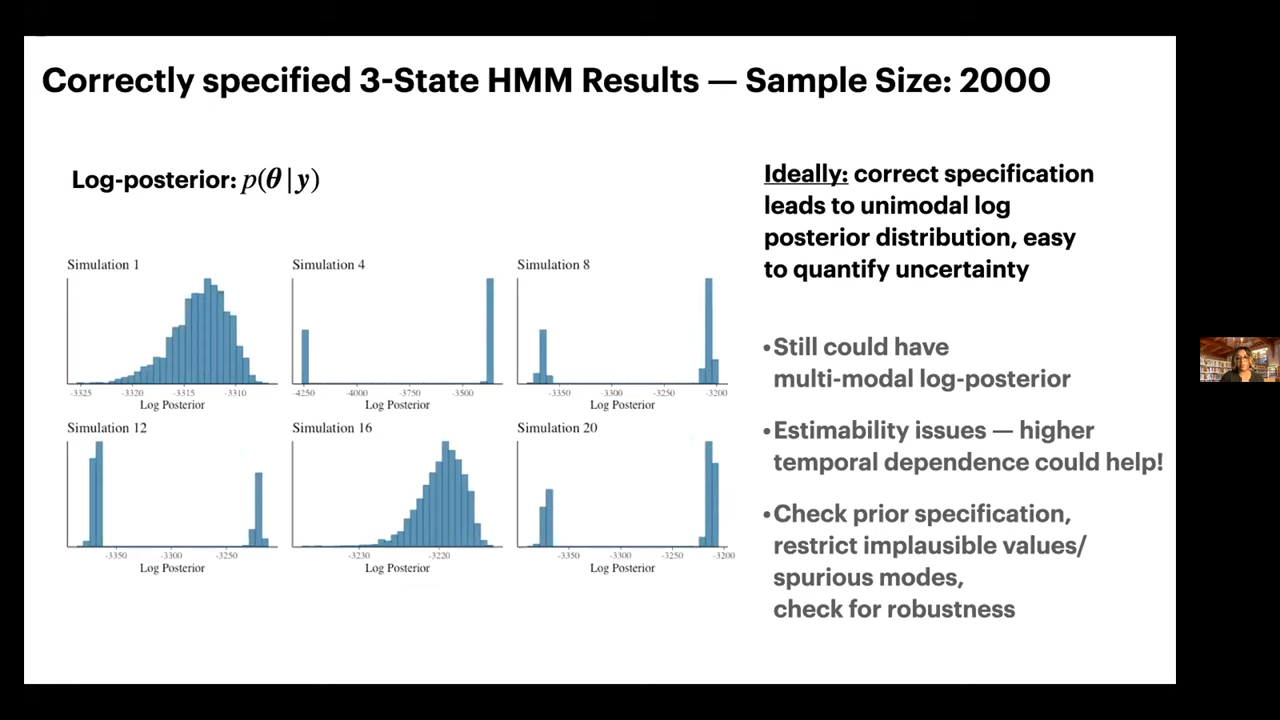 Correctly specified 3-State HMM Results — Sample Size: 2000
Log-posterior: p(θ|y)
Simulation 1
-3325 -3320 -3315 -3310
Log Posterior
Simulation 4
-4250 -4000 -3750 -3500
Log Posterior
Simulation 8
-3350 -3300 -3250 -3200
Log Posterior
Simulation 12
-3350 -3300 -3250
Log Posterior
Simulation 16
-3230 -3220
Log Posterior
Simulation 20
-3350 -3300 -3250 -3200
Log Posterior
Ideally: correct specification
leads to unimodal log
posterior distribution, easy
to quantify uncertainty
•Still could have
multi-modal log-posterior
•Estimability issues — higher
temporal dependence could help!
•Check prior specification,
restrict implausible values/
spurious modes,
check for robustness